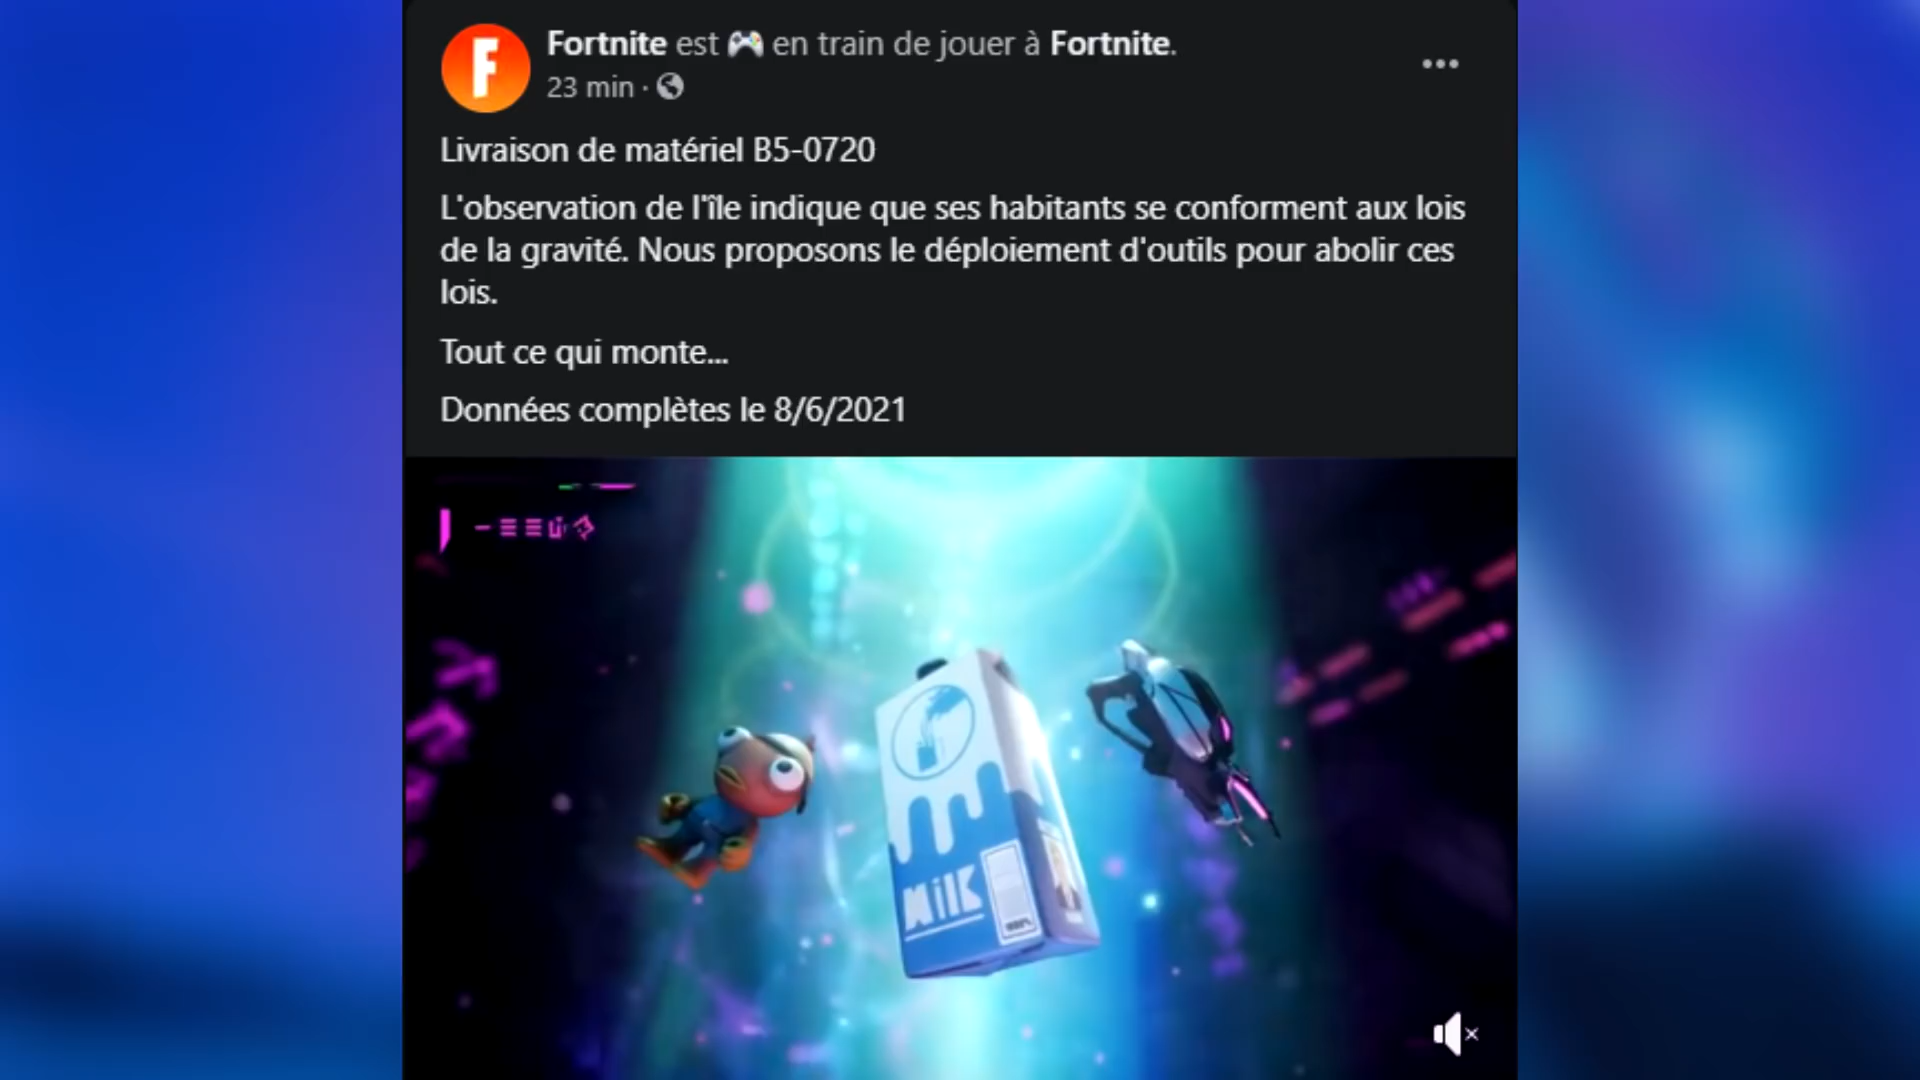 Fortnite est 🎮 en train de jouer à Fortnite.
23 min ·
Livraison de matériel B5-0720
L'observation de l'île indique que ses habitants se conforment aux lois
de la gravité. Nous proposons le déploiement d'outils pour abolir ces
lois.
Tout ce qui monte...
Données complètes le 8/6/2021
MilK